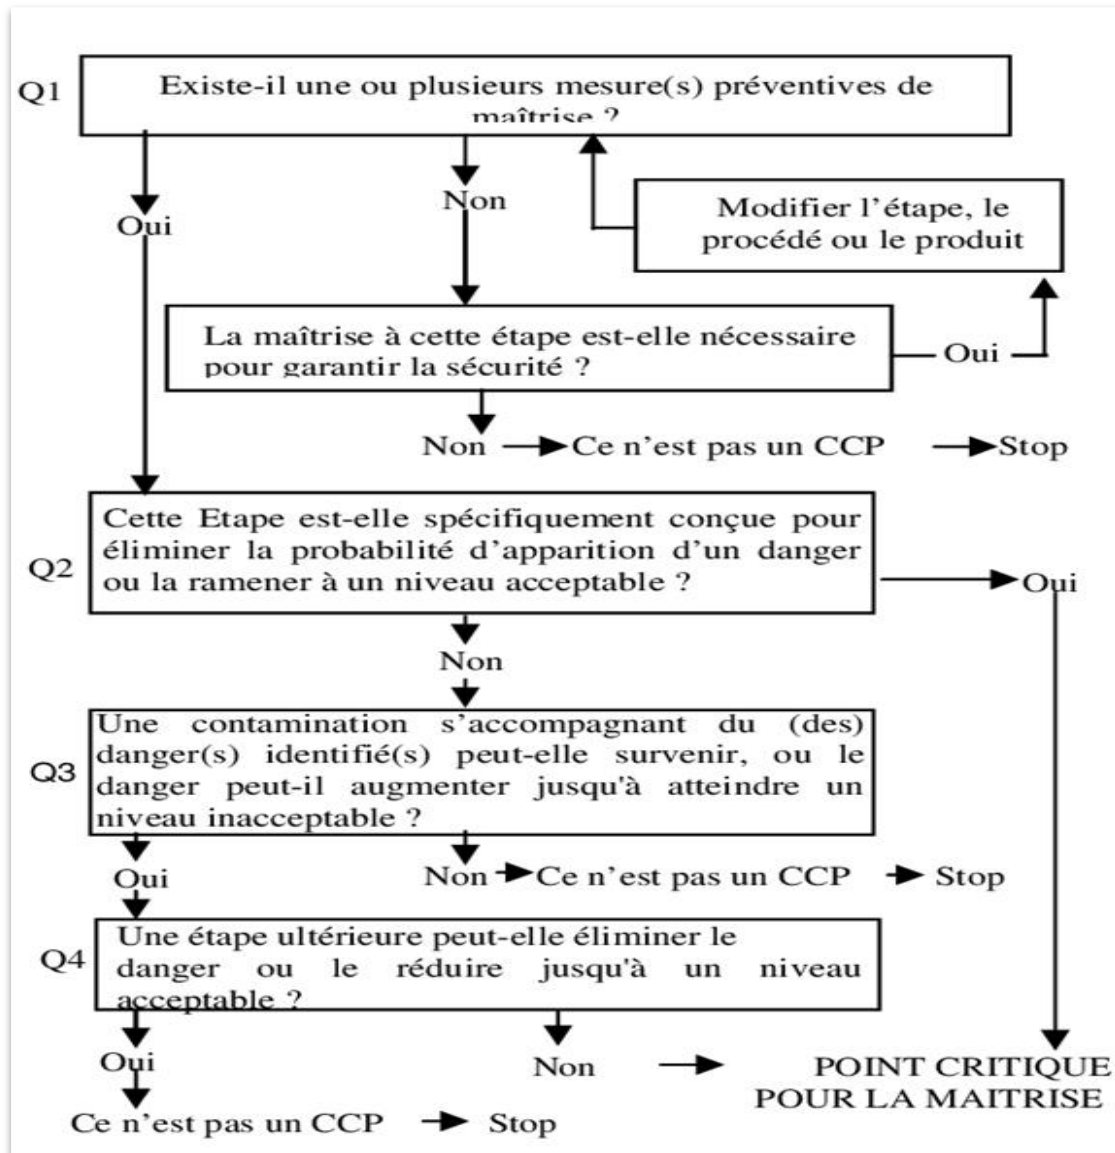 Q1
Existe-il une ou plusieurs mesure(s) préventives de
maîtrise ?
Oui
Non
Modifier l'étape, le
procédé ou le produit
La maîtrise à cette étape est-elle nécessaire
pour garantir la sécurité ?
Oui
Non Ce n'est pas un CCP Stop
Q2
Cette Etape est-elle spécifiquement conçue pour
éliminer la probabilité d'apparition d'un danger
ou la ramener à un niveau acceptable ?
Oui
Non
Q3
Une contamination s'accompagnant du (des)
danger(s) identifié(s) peut-elle survenir, ou le
danger peut-il augmenter jusqu'à atteindre un
niveau inacceptable ?
Oui
Non Ce n'est pas un CCP Stop
Q4
Une étape ultérieure peut-elle éliminer le
danger ou le réduire jusqu'à un niveau
acceptable ?
Oui
Non
POINT CRITIQUE
POUR LA MAITRISE
Ce n'est pas un CCP Stop